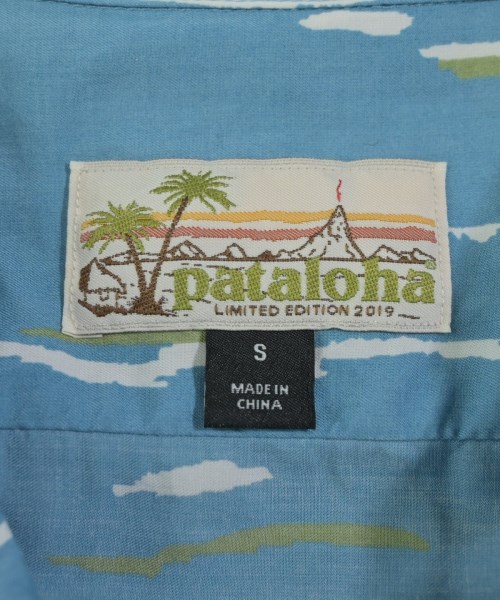 pataloha®
LIMITED EDITION 2019
S
MADE IN
CHINA